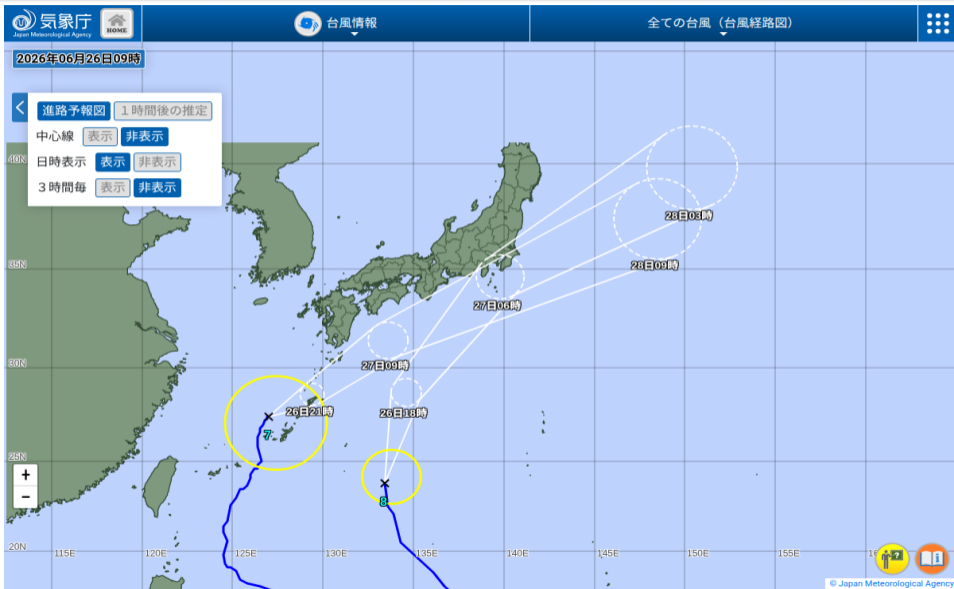 気象庁
Japan Meteorological Agency
HOME
台風情報
全ての台風（台風経路図）
2026年06月26日09時
進路予報図 １時間後の推定
中心線 表示 非表示
日時表示 表示 非表示
３時間毎 表示 非表示
40N
28日03時
35N
28日09時
27日06時
30N
27日09時
26日21時
26日18時
7
25N
+
−
8
20N
115E
120E
125E
130E
135E
140E
145E
150E
155E
?
i
© Japan Meteorological Agency